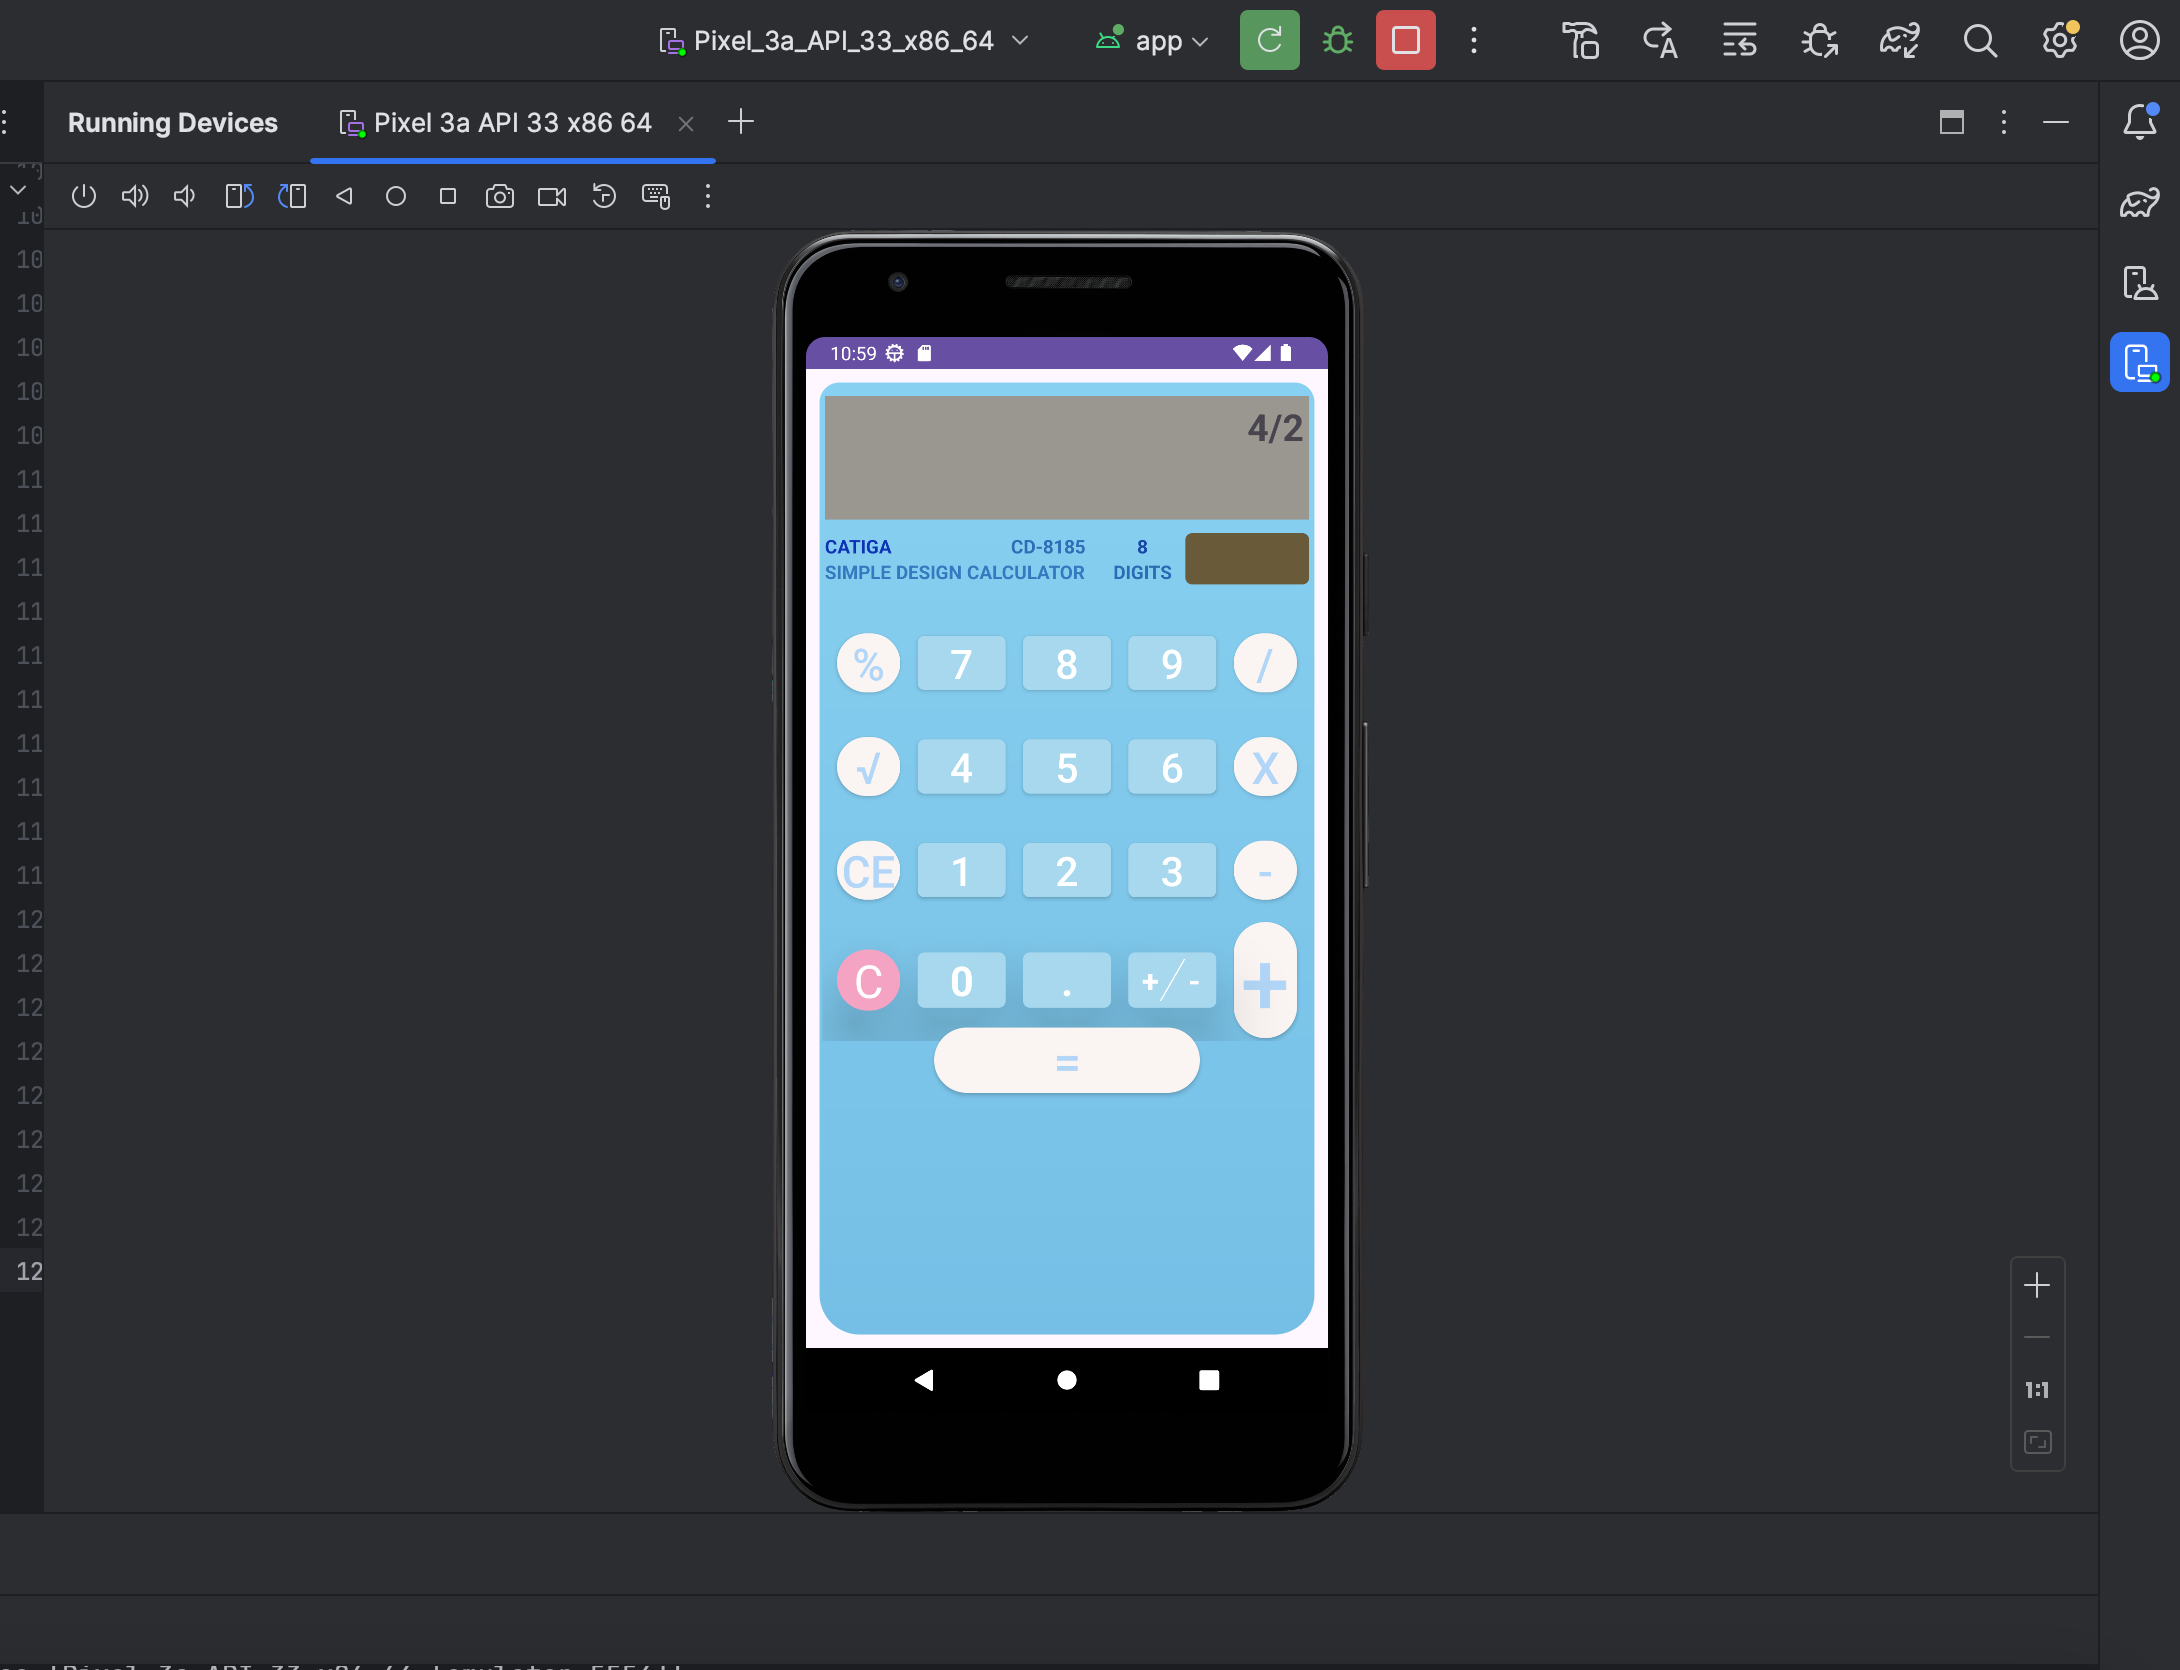 Pixel_3a_API_33_x86_64
app
Running Devices
Pixel 3a API 33 x86 64
10
10
10
10
10
10
11
11
11
11
11
11
11
11
11
11
12
12
12
12
12
12
12
12
12
10:59
4/2
CATIGA CD-8185 8
SIMPLE DESIGN CALCULATOR DIGITS
% 7 8 9 /
√ 4 5 6 X
CE 1 2 3 -
C 0 . +/- +
=
1:1